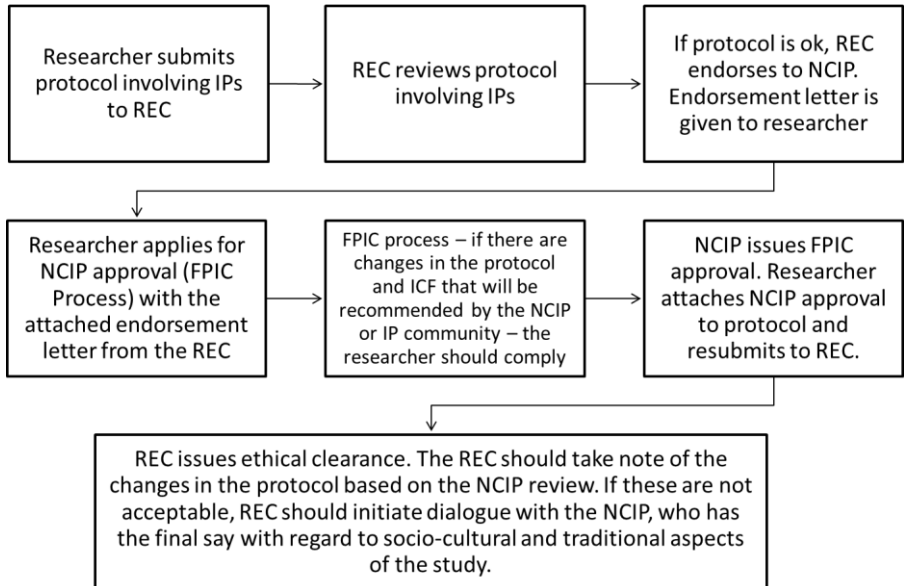 Researcher submits
protocol involving IPs
to REC
REC reviews protocol
involving IPs
If protocol is ok, REC
endorses to NCIP.
Endorsement letter is
given to researcher
Researcher applies for
NCIP approval (FPIC
Process) with the
attached endorsement
letter from the REC
FPIC process – if there are
changes in the protocol
and ICF that will be
recommended by the NCIP
or IP community – the
researcher should comply
NCIP issues FPIC
approval. Researcher
attaches NCIP approval
to protocol and
resubmits to REC.
REC issues ethical clearance. The REC should take note of the
changes in the protocol based on the NCIP review. If these are not
acceptable, REC should initiate dialogue with the NCIP, who has
the final say with regard to socio-cultural and traditional aspects
of the study.